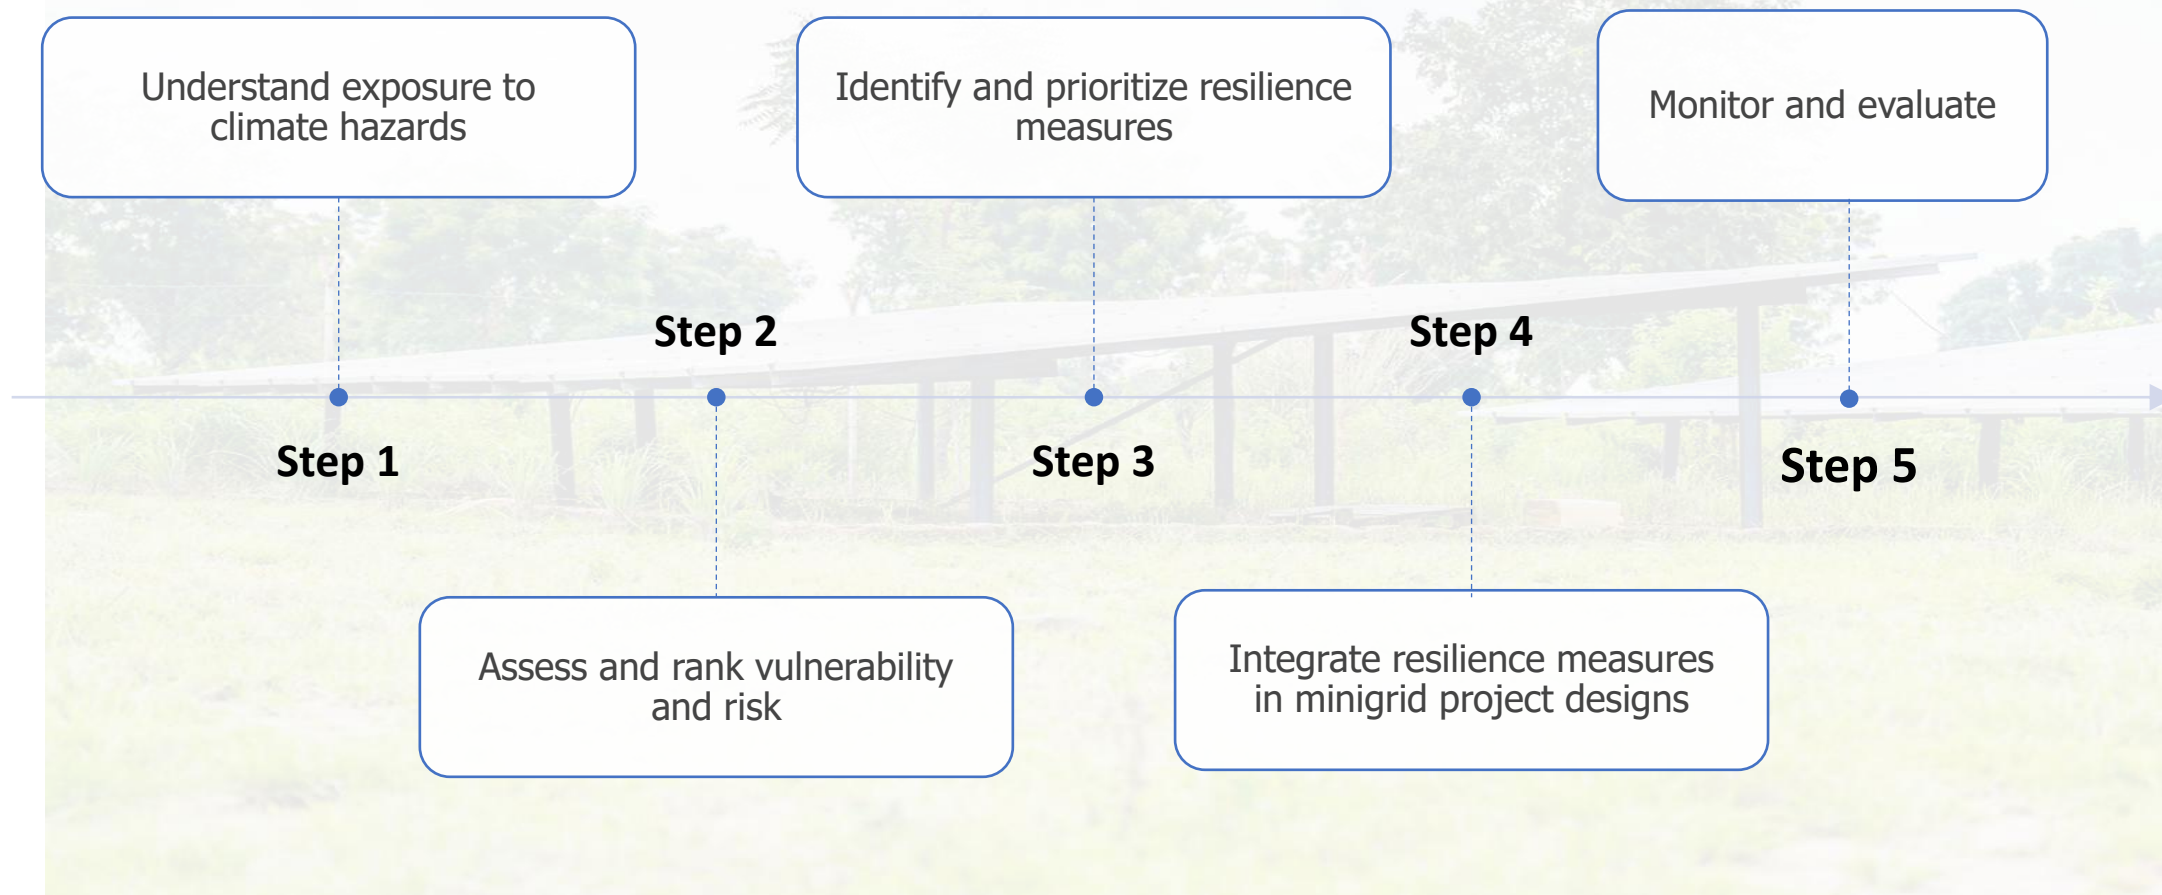 Understand exposure to
climate hazards
Step 1
Step 2
Assess and rank vulnerability
and risk
Identify and prioritize resilience
measures
Step 3
Step 4
Integrate resilience measures
in minigrid project designs
Monitor and evaluate
Step 5